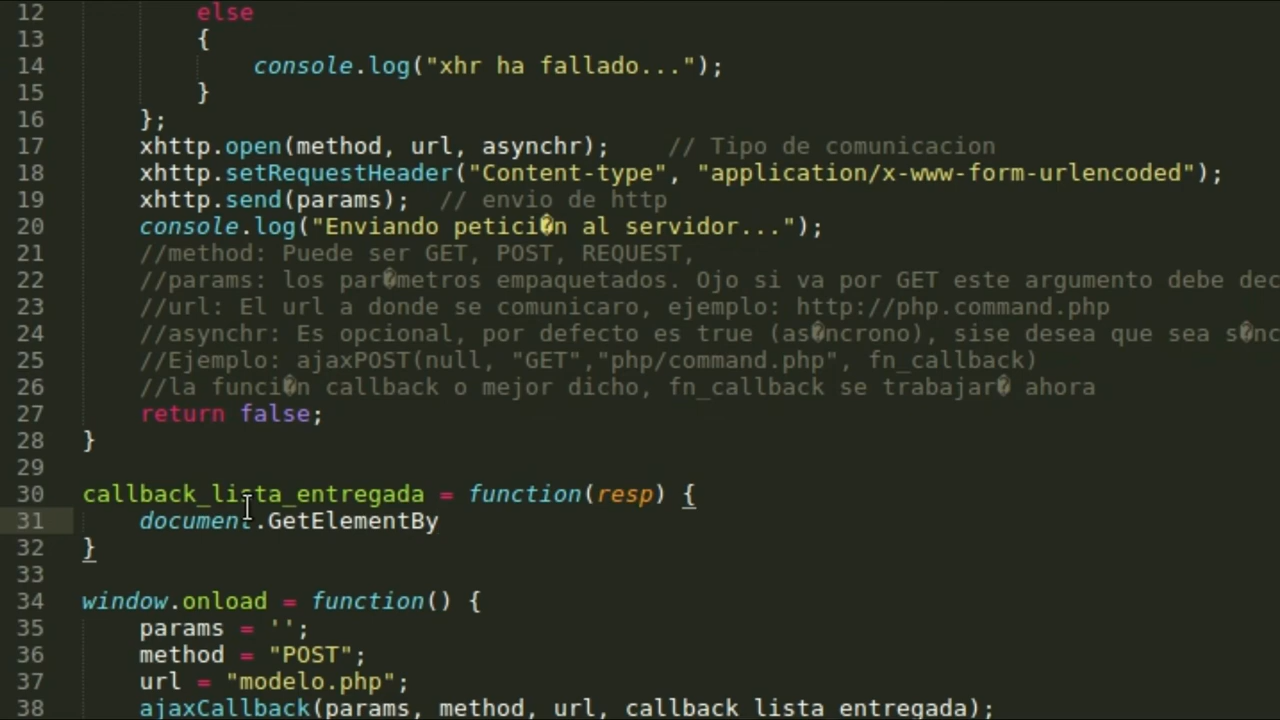 12 else
13 {
14 console.log("xhr ha fallado...");
15 }
16 };
17 xhttp.open(method, url, asynchr); // Tipo de comunicacion
18 xhttp.setRequestHeader("Content-type", "application/x-www-form-urlencoded");
19 xhttp.send(params); // envio de http
20 console.log("Enviando petici�n al servidor...");
21 //method: Puede ser GET, POST, REQUEST,
22 //params: los par�metros empaquetados. Ojo si va por GET este argumento debe dec
23 //url: El url a donde se comunicaro, ejemplo: http://php.command.php
24 //asynchr: Es opcional, por defecto es true (as�ncrono), sise desea que sea s�nc
25 //Ejemplo: ajaxPOST(null, "GET","php/command.php", fn_callback)
26 //la funci�n callback o mejor dicho, fn_callback se trabajar� ahora
27 return false;
28 }
29
30 callback_lista_entregada = function(resp) {
31 document.GetElementBy
32 }
33
34 window.onload = function() {
35 params = '';
36 method = "POST";
37 url = "modelo.php";
38 ajaxCallback(params, method, url, callback_lista_entregada);